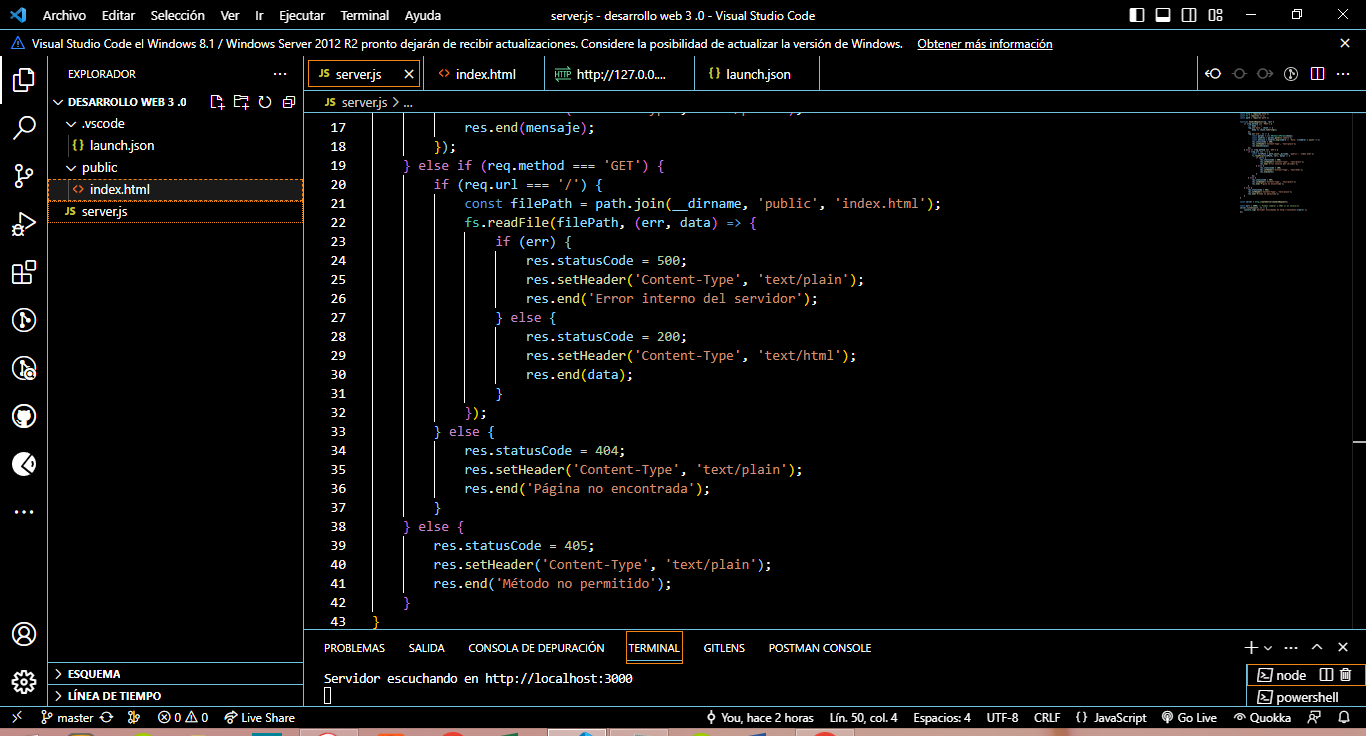 Archivo Editar Selección Ver Ir Ejecutar Terminal Ayuda
server.js - desarrollo web 3 .0 - Visual Studio Code
Visual Studio Code el Windows 8.1 / Windows Server 2012 R2 pronto dejarán de recibir actualizaciones. Considere la posibilidad de actualizar la versión de Windows. Obtener más información
EXPLORADOR
DESARROLLO WEB 3 .0
.vscode
{} launch.json
public
<> index.html
JS server.js
ESQUEMA
LÍNEA DE TIEMPO
JS server.js
<> index.html
HTTP http://127.0.0....
{} launch.json
JS server.js > ...
17 res.end(mensaje);
18 });
19 } else if (req.method === 'GET') {
20 if (req.url === '/') {
21 const filePath = path.join(__dirname, 'public', 'index.html');
22 fs.readFile(filePath, (err, data) => {
23 if (err) {
24 res.statusCode = 500;
25 res.setHeader('Content-Type', 'text/plain');
26 res.end('Error interno del servidor');
27 } else {
28 res.statusCode = 200;
29 res.setHeader('Content-Type', 'text/html');
30 res.end(data);
31 }
32 });
33 } else {
34 res.statusCode = 404;
35 res.setHeader('Content-Type', 'text/plain');
36 res.end('Página no encontrada');
37 }
38 } else {
39 res.statusCode = 405;
40 res.setHeader('Content-Type', 'text/plain');
41 res.end('Método no permitido');
42 }
43 }
PROBLEMAS SALIDA CONSOLA DE DEPURACIÓN TERMINAL GITLENS POSTMAN CONSOLE
Servidor escuchando en http://localhost:3000
node
powershell
master 0 0 Live Share You, hace 2 horas Lín. 50, col. 4 Espacios: 4 UTF-8 CRLF {} JavaScript Go Live Quokka